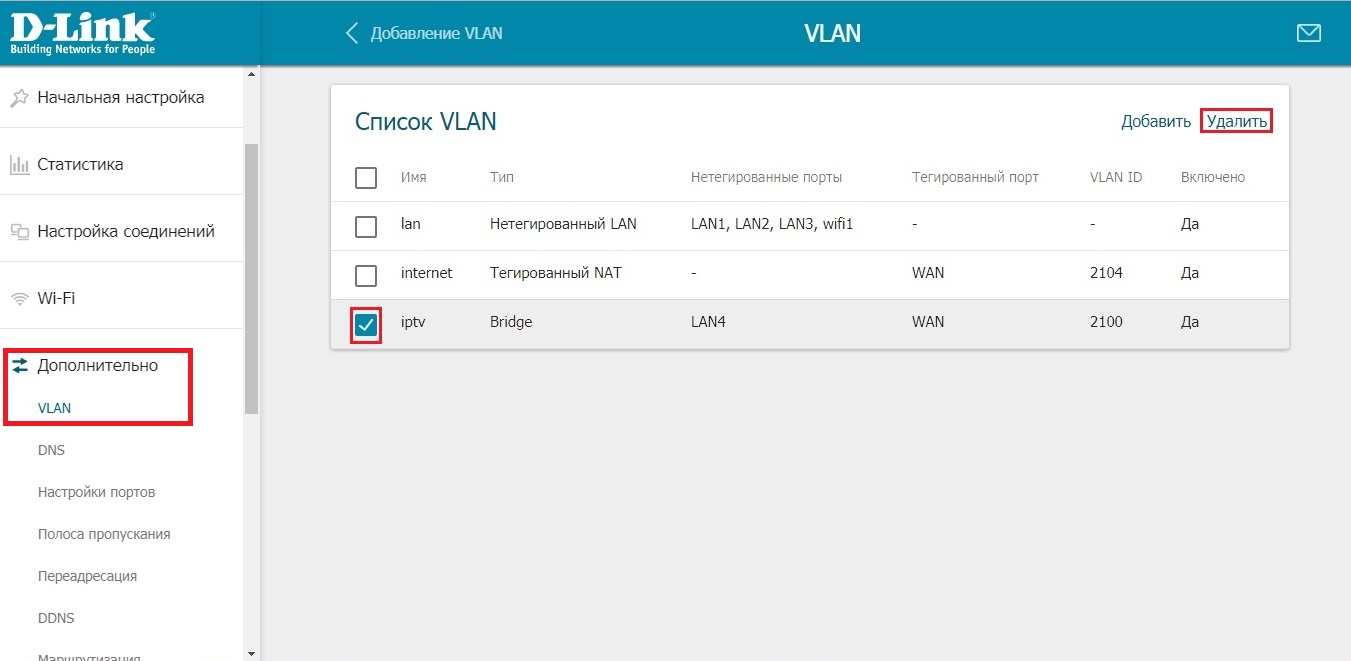 D-Link
Building Networks for People
Добавление VLAN
VLAN
Начальная настройка
Статистика
Настройка соединений
Wi-Fi
Дополнительно
VLAN
DNS
Настройки портов
Полоса пропускания
Переадресация
DDNS
Маршрутизация
Список VLAN
Добавить Удалить
Имя Тип Нетегированные порты Тегированный порт VLAN ID Включено
lan Нетегированный LAN LAN1, LAN2, LAN3, wifi1 - - Да
internet Тегированный NAT - WAN 2104 Да
iptv Bridge LAN4 WAN 2100 Да